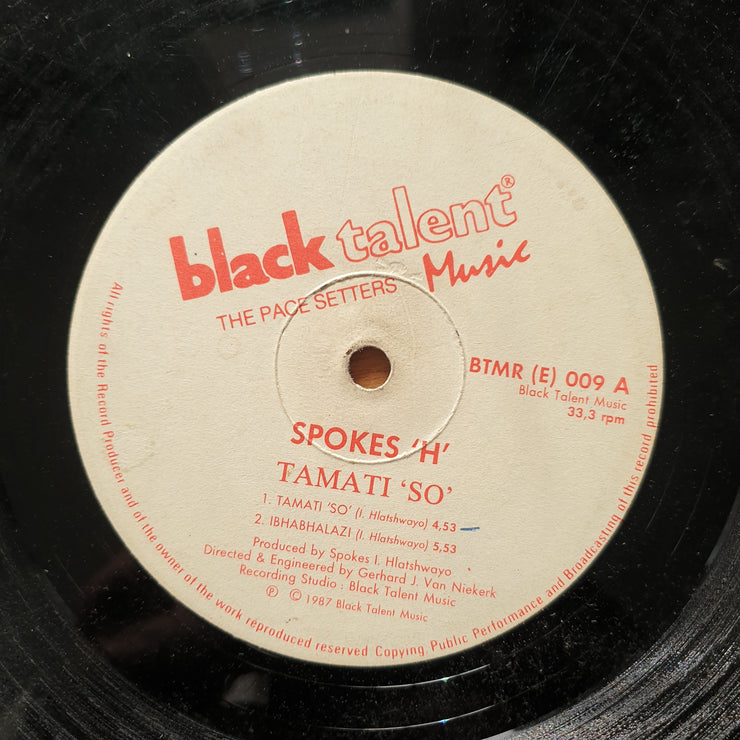 black talent®
Music
THE PACE SETTERS
BTMR (E) 009 A
Black Talent Music
33,3 rpm
SPOKES 'H'
TAMATI 'SO'
1. TAMATI 'SO' (I. Hlatshwayo) 4,53
2. IBHABHALAZI (I. Hlatshwayo) 5,53
Produced by Spokes I. Hlatshwayo
Directed & Engineered by Gerhard J. Van Niekerk
Recording Studio : Black Talent Music
℗ © 1987 Black Talent Music
All rights of the Record Producer and of the owner of the work reproduced reserved Copying, Public Performance and Broadcasting of this record prohibited